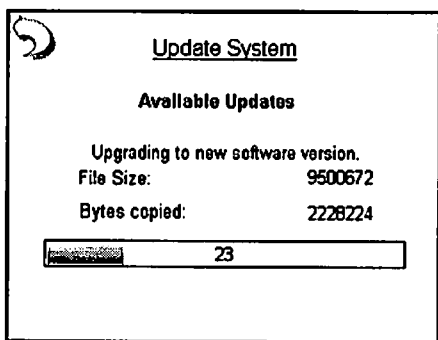 Update System
Available Updates
Upgrading to new software version.
File Size: 9500672
Bytes copied: 2228224
23